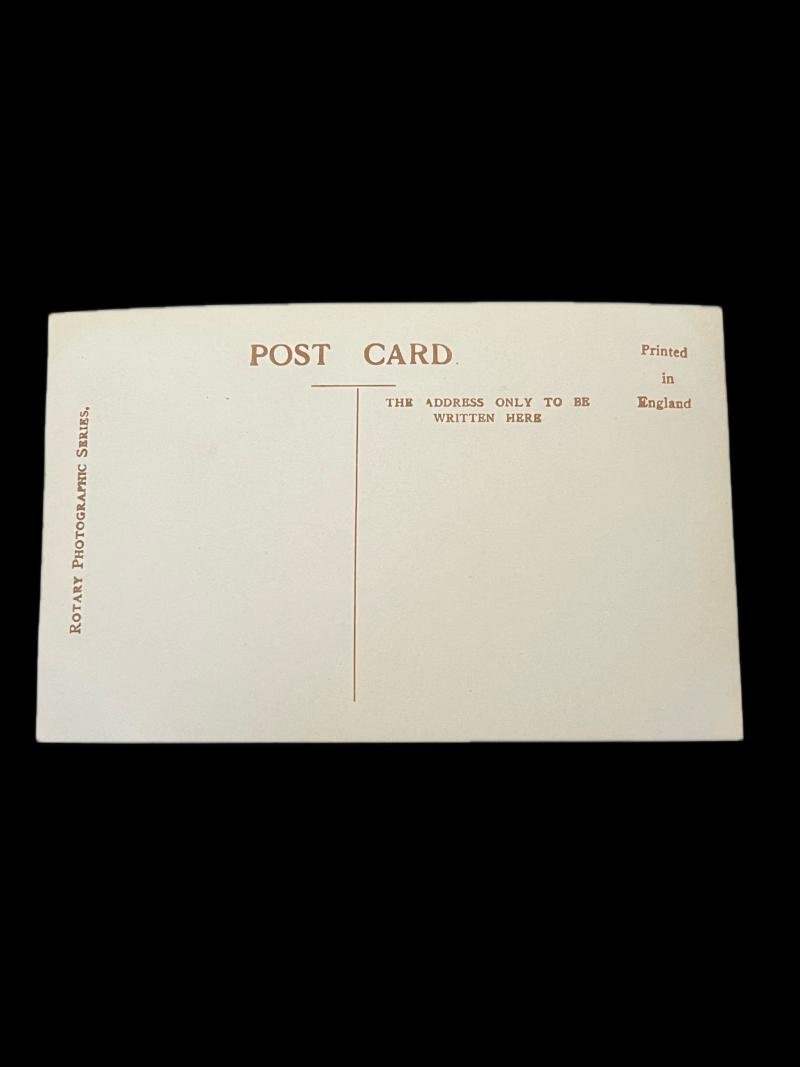 POST CARD.
Printed
in
England
THE ADDRESS ONLY TO BE
WRITTEN HERE
ROTARY PHOTOGRAPHIC SERIES.